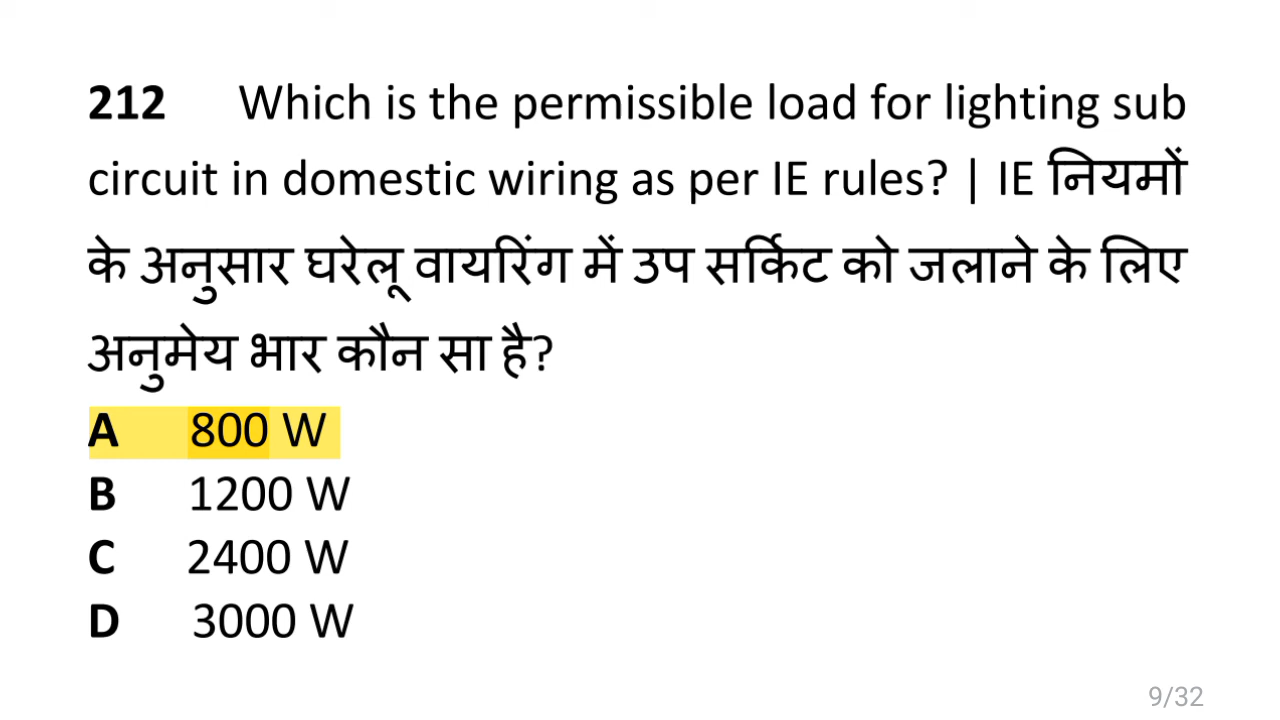 212 Which is the permissible load for lighting sub
circuit in domestic wiring as per IE rules? | IE नियमों
के अनुसार घरेलू वायरिंग में उप सर्किट को जलाने के लिए
अनुमेय भार कौन सा है?
A 800 W
B 1200 W
C 2400 W
D 3000 W
9/32